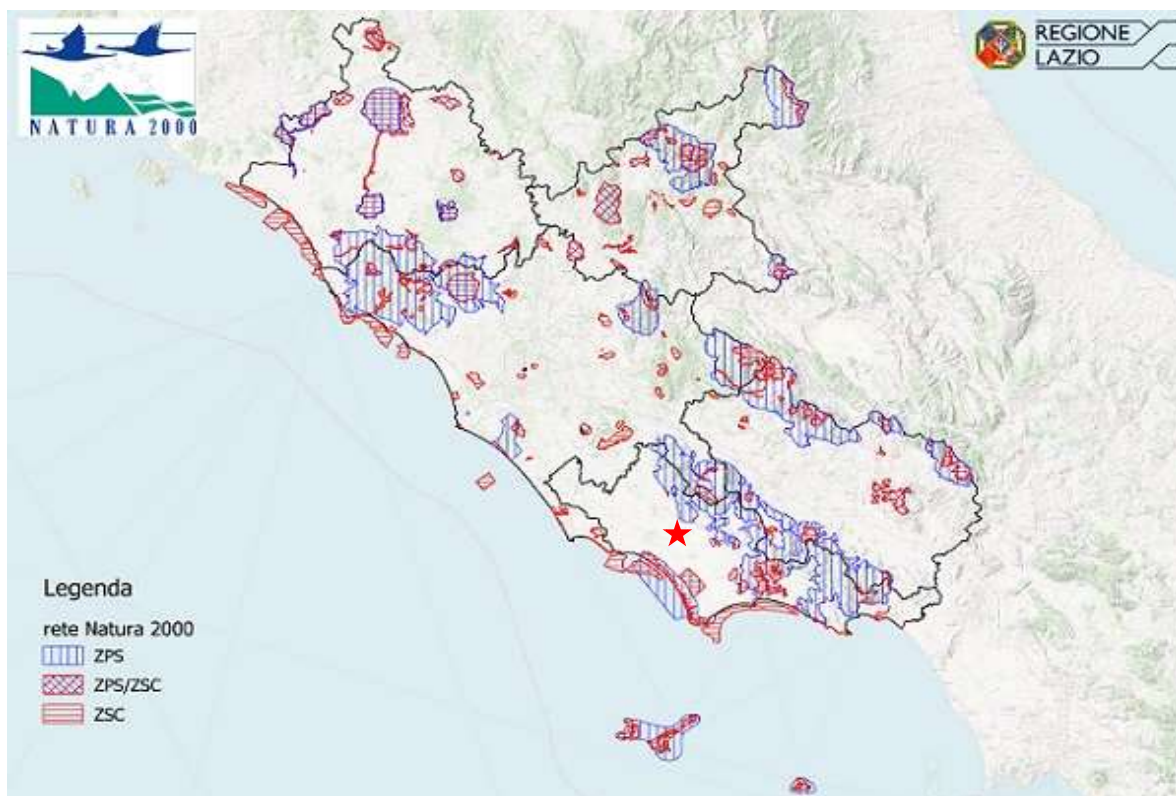 NATURA 2000
REGIONE
LAZIO
Legenda
rete Natura 2000
ZPS
ZPS/ZSC
ZSC